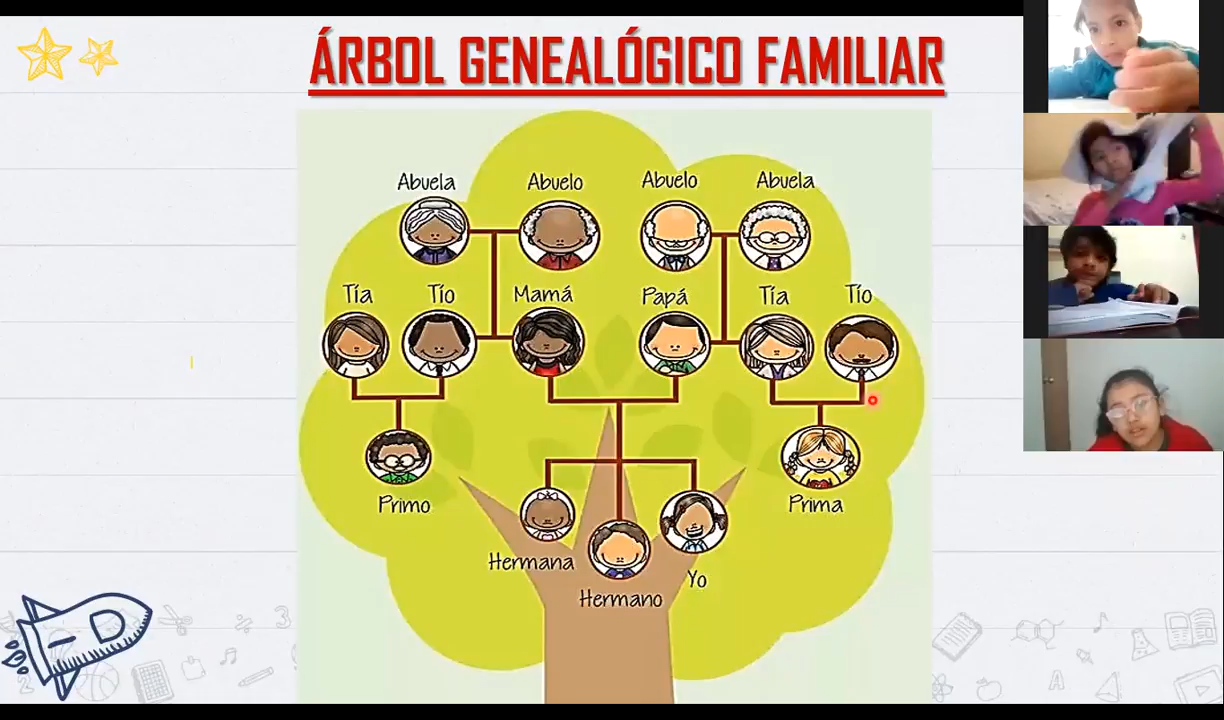 ÁRBOL GENEALÓGICO FAMILIAR
Abuela Abuelo Abuelo Abuela
Tía Tío Mamá Papá Tía Tío
Primo Prima
Hermana Yo
Hermano